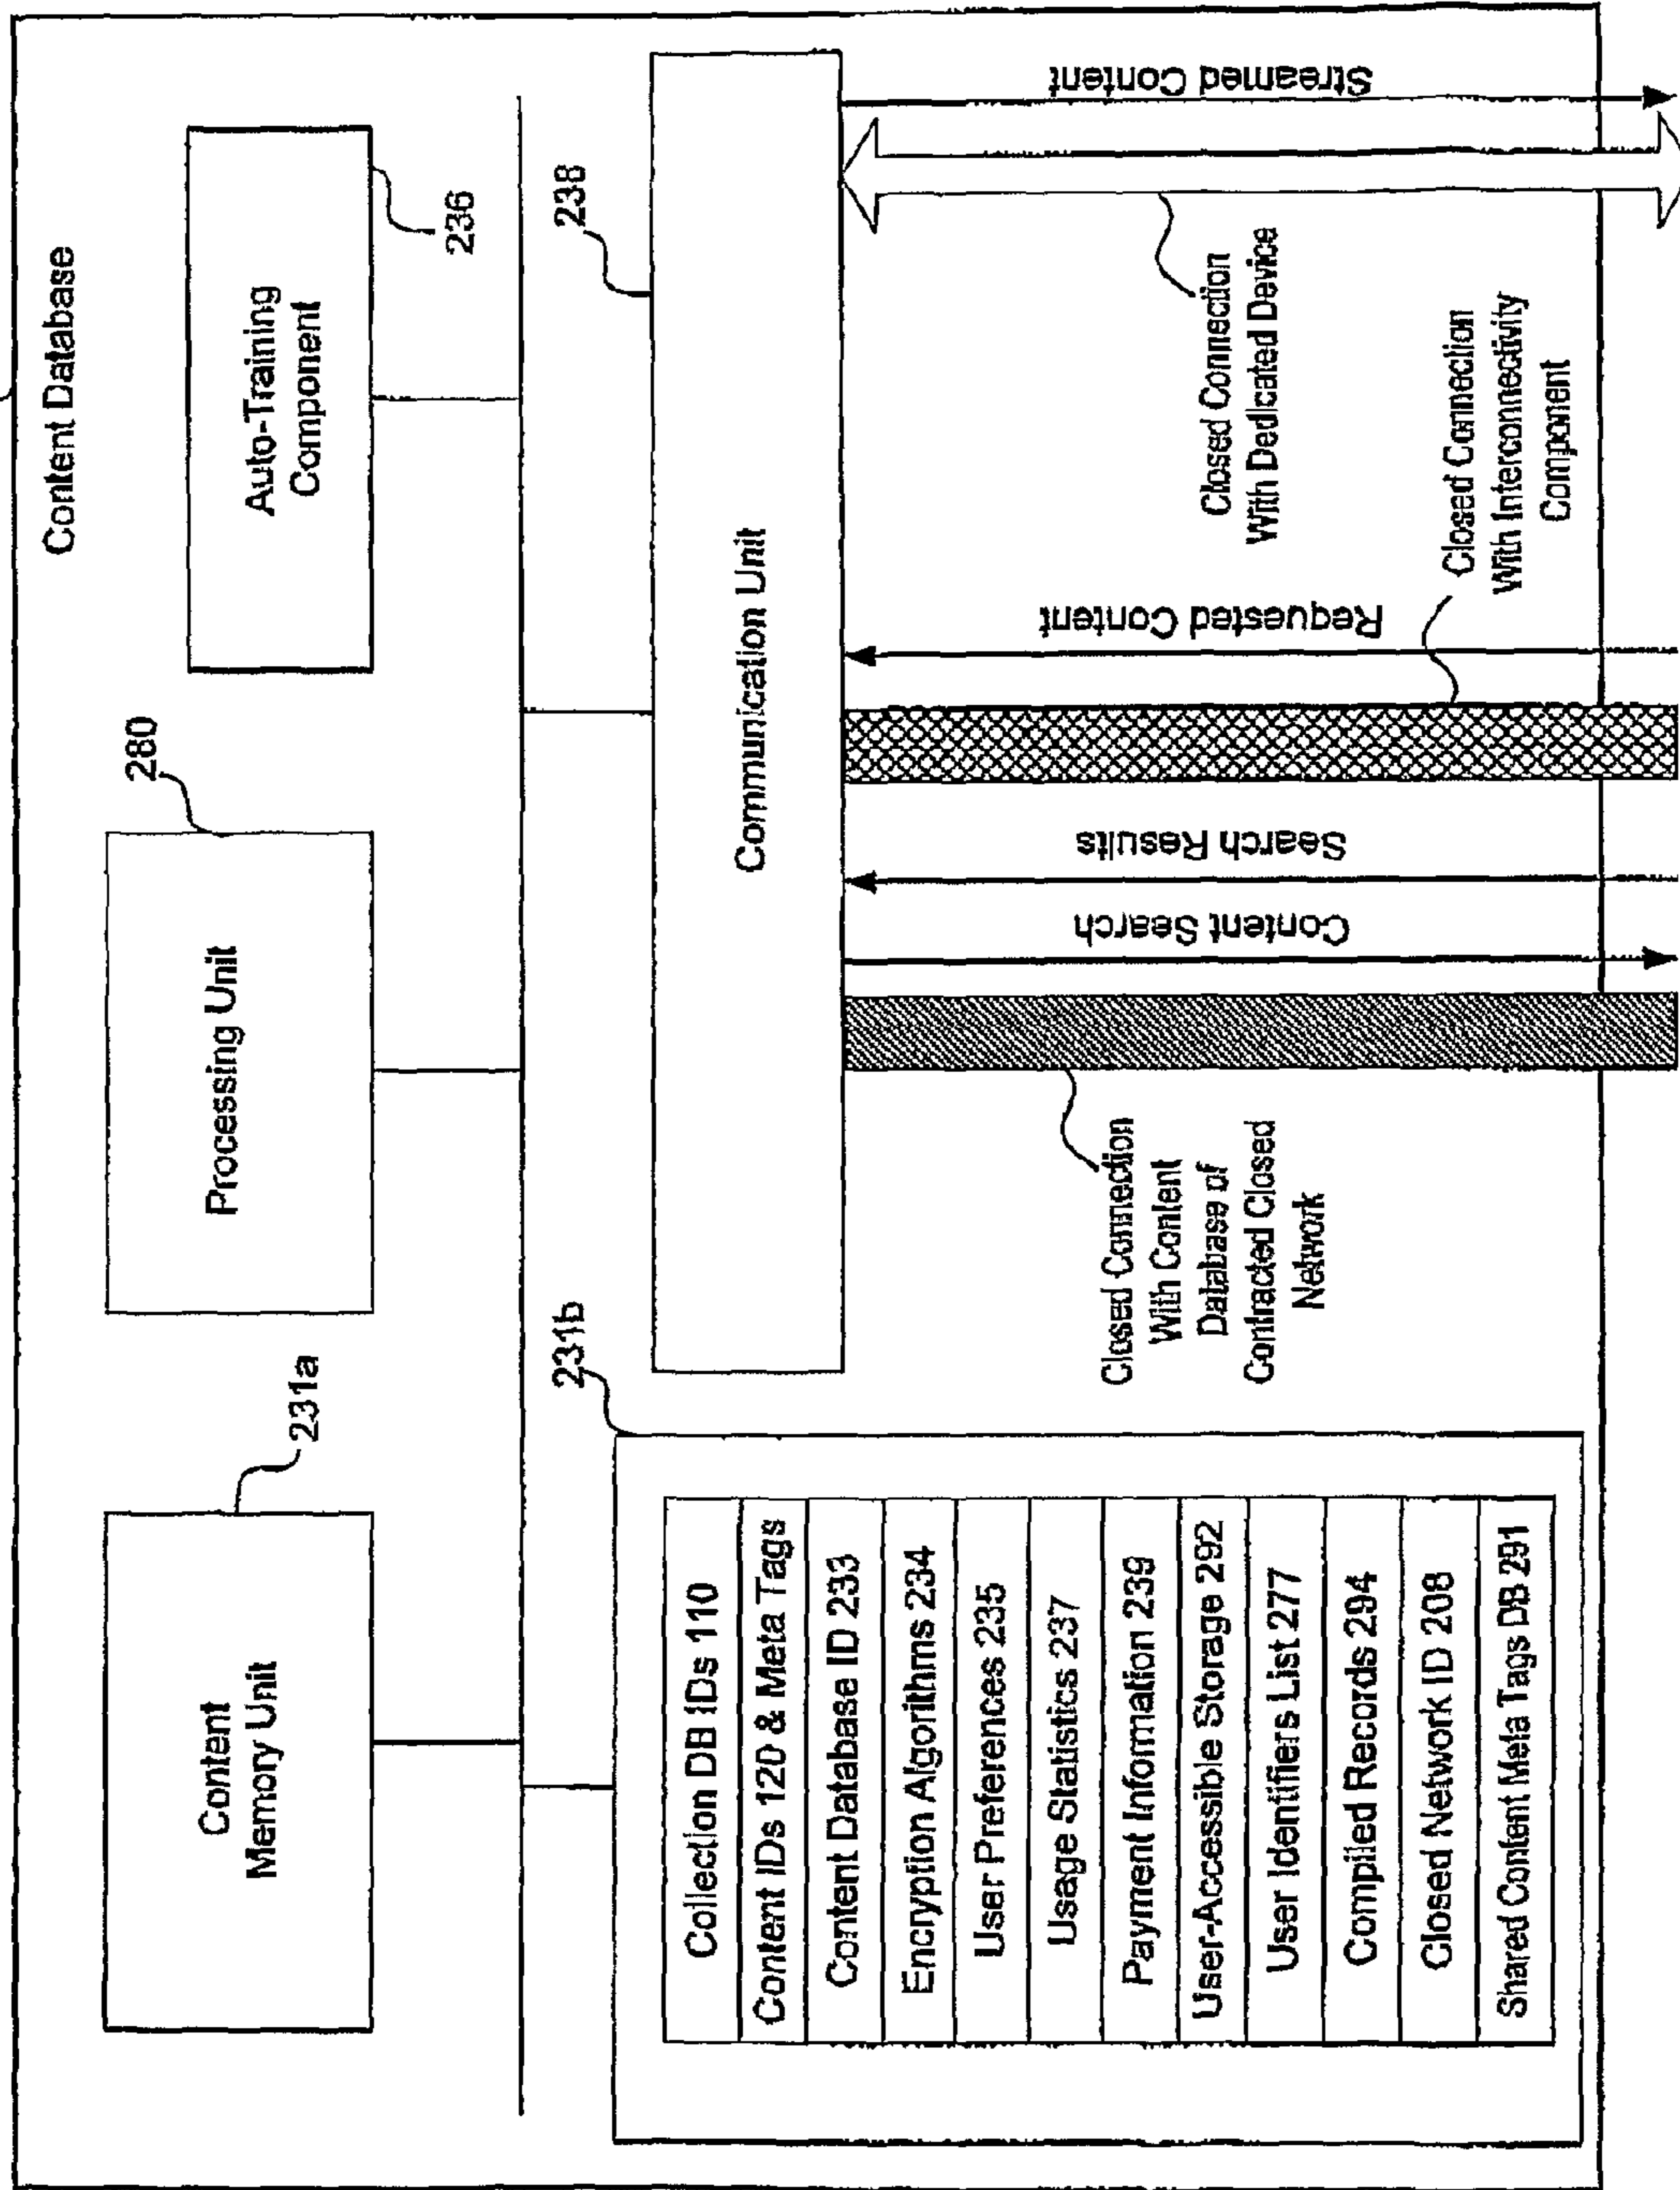 Content Database
Content
Memory Unit
231a
Processing Unit
280
Auto-Training
Component
236
231b
Collection DB IDs 110
Content IDs 120 & Meta Tags
Content Database ID 233
Encryption Algorithms 234
User Preferences 235
Usage Statistics 237
Payment Information 239
User-Accessible Storage 292
User Identifiers List 277
Compiled Records 294
Closed Network ID 208
Shared Content Meta Tags DB 291
238
Communication Unit
Closed Connection
With Content
Database of
Contracted Closed
Network
Content Search
Search Results
Requested Content
Closed Connection
With Interconnectivity
Component
Closed Connection
With Dedicated Device
Streamed Content